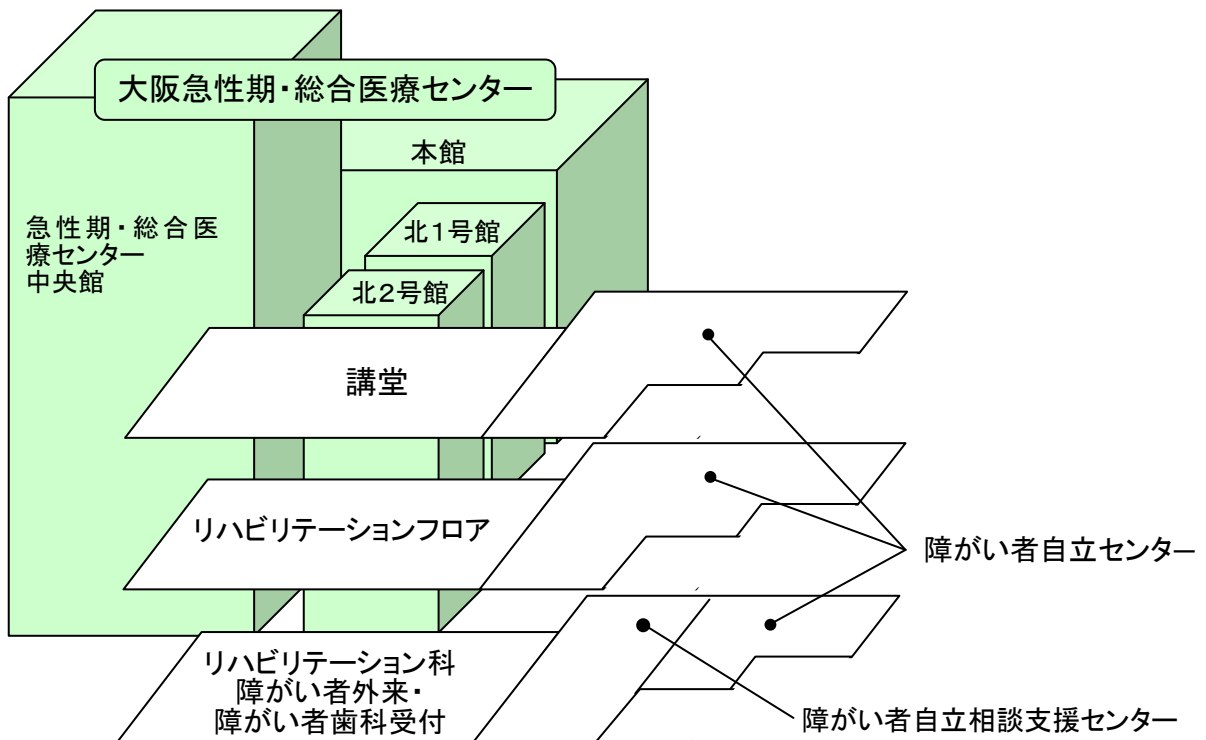 大阪急性期・総合医療センター
本館
急性期・総合医
療センター
中央館
北1号館
北2号館
講堂
リハビリテーションフロア
障がい者自立センター
リハビリテーション科
障がい者外来・
障がい者歯科受付
障がい者自立相談支援センター